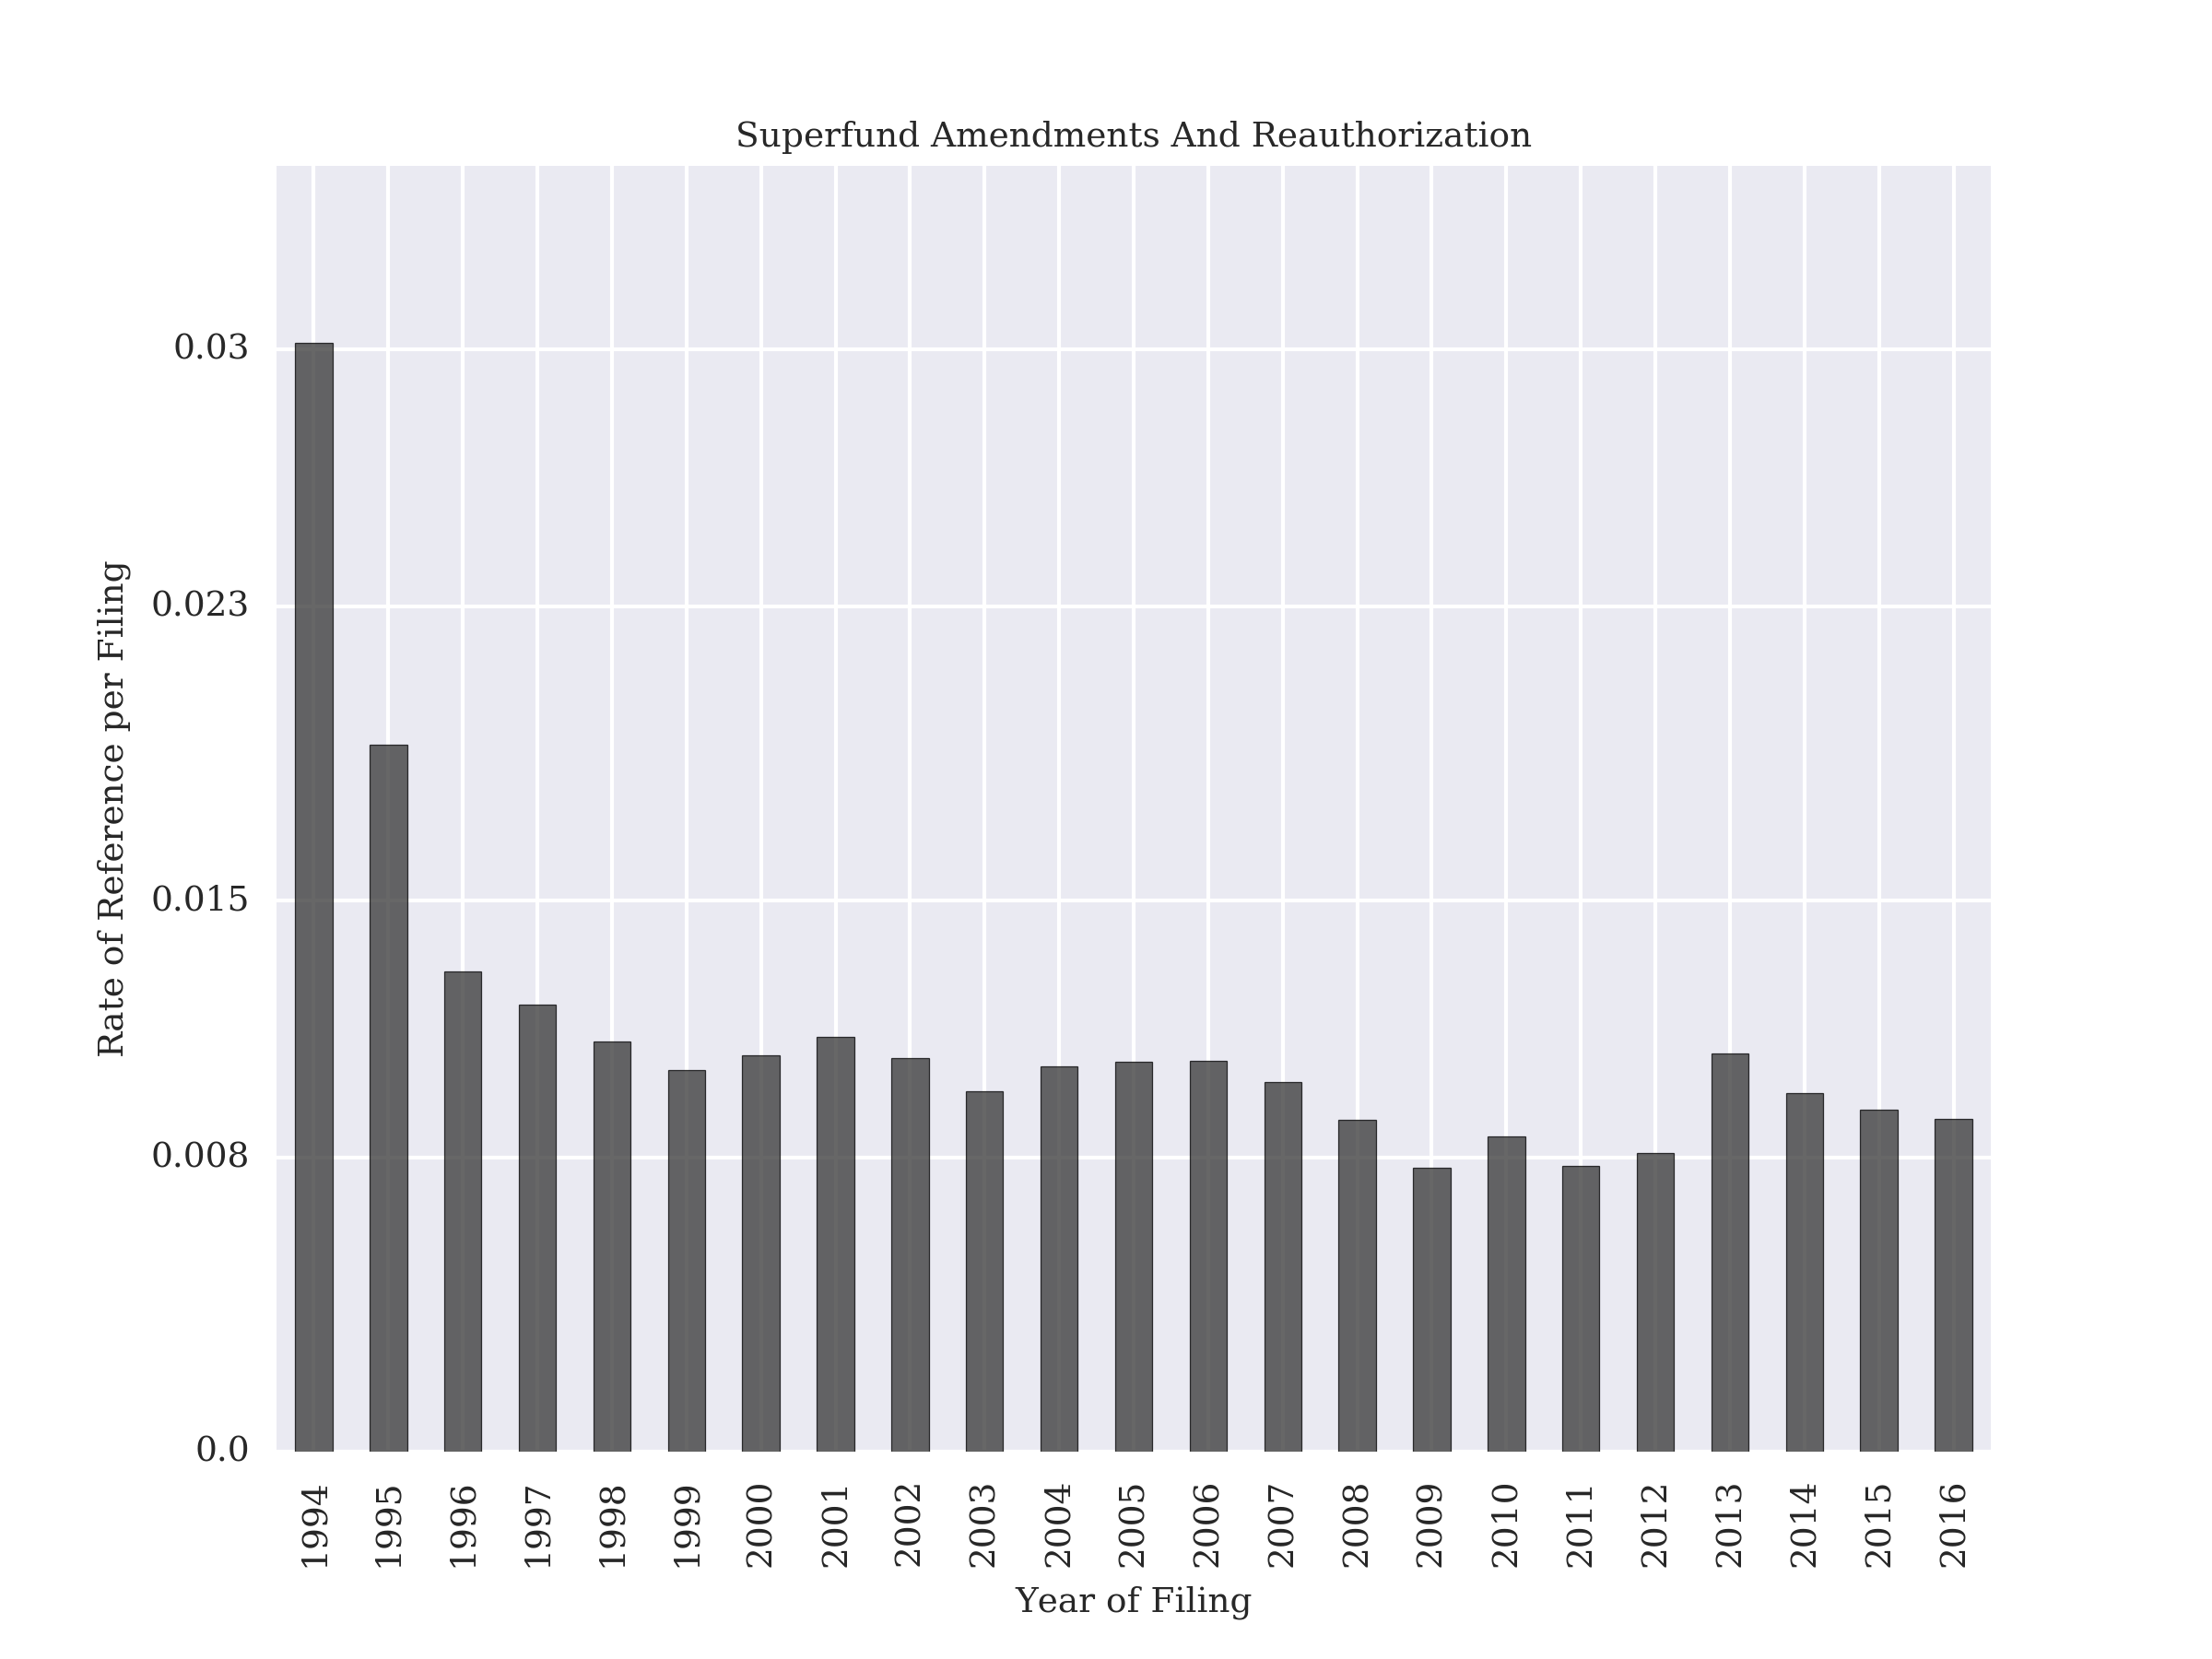 Superfund Amendments And Reauthorization
Rate of Reference per Filing
0.03
0.023
0.015
0.008
0.0
1994 1995 1996 1997 1998 1999 2000 2001 2002 2003 2004 2005 2006 2007 2008 2009 2010 2011 2012 2013 2014 2015 2016
Year of Filing